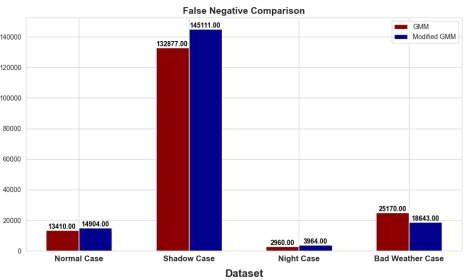 False Negative Comparison
GMM
Modified GMM
140000
120000
100000
80000
60000
40000
20000
0
13410.00
14904.00
132877.00
145111.00
2960.00
3964.00
25170.00
18643.00
Normal Case
Shadow Case
Night Case
Bad Weather Case
Dataset